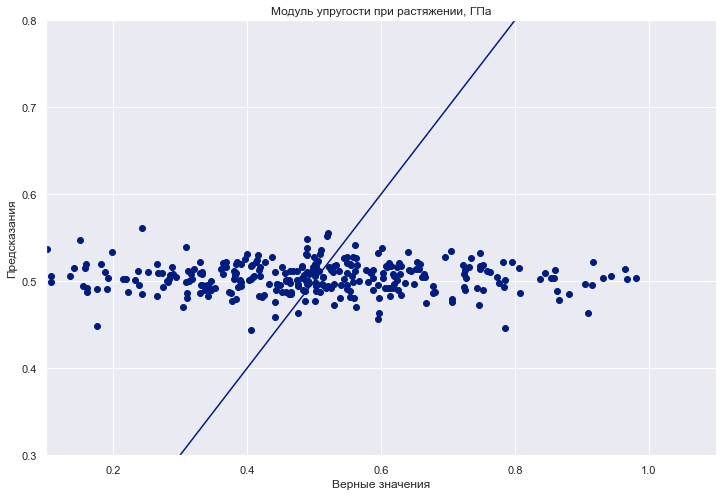 Модуль упругости при растяжении, ГПа
0.8
0.7
0.6
0.5
0.4
0.3
Предсказания
0.2 0.4 0.6 0.8 1.0
Верные значения